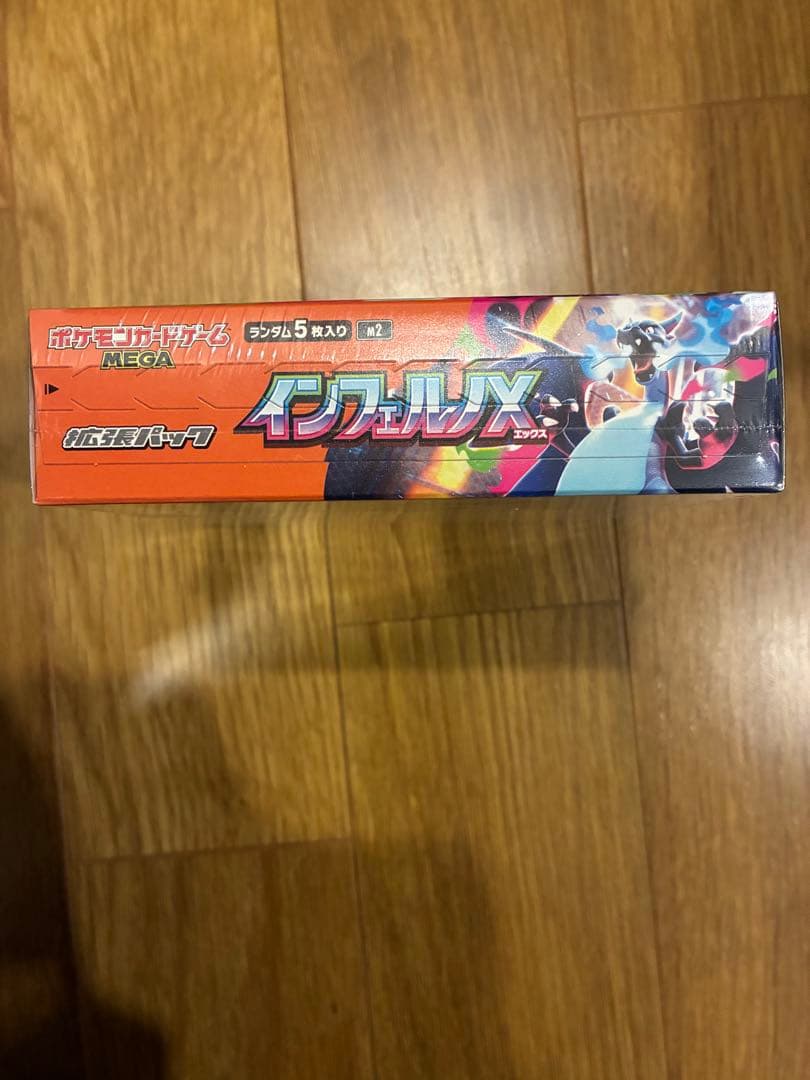 ポケモンカードゲーム
MEGA
ランダム5枚入り
M2
拡張パック
インフェルノX
エックス